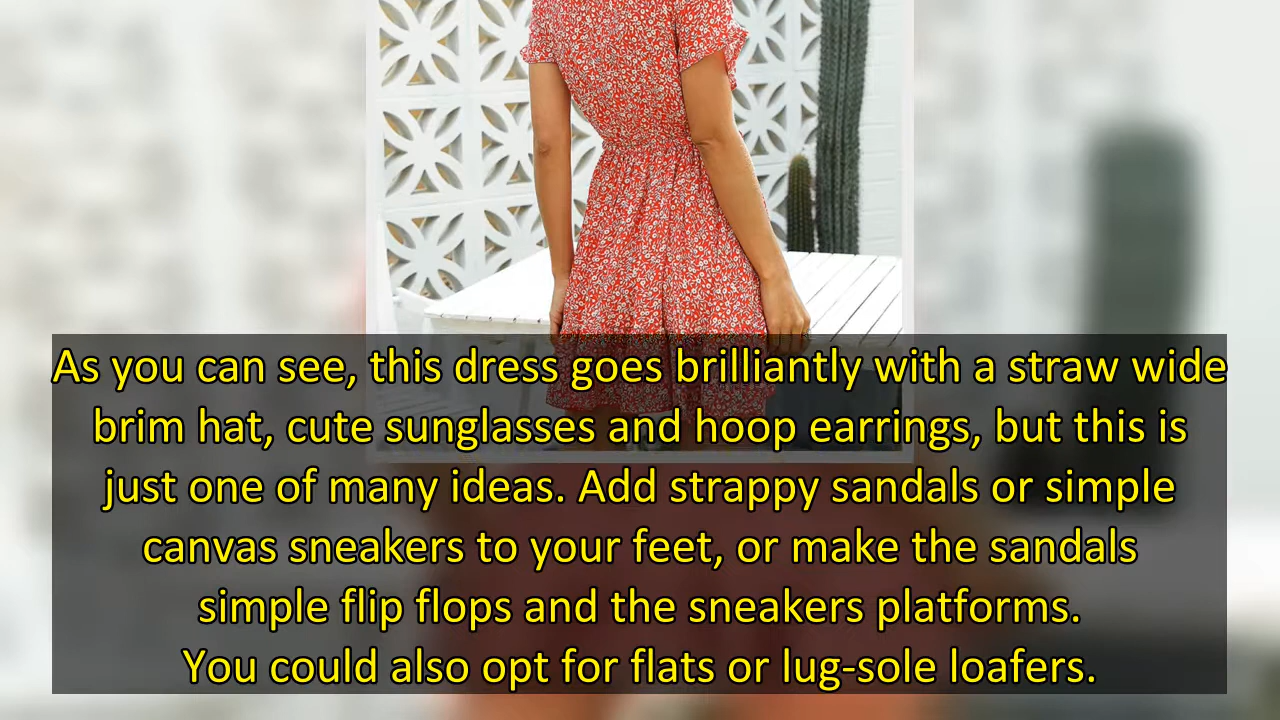 As you can see, this dress goes brilliantly with a straw wide
brim hat, cute sunglasses and hoop earrings, but this is
just one of many ideas. Add strappy sandals or simple
canvas sneakers to your feet, or make the sandals
simple flip flops and the sneakers platforms.
You could also opt for flats or lug-sole loafers.